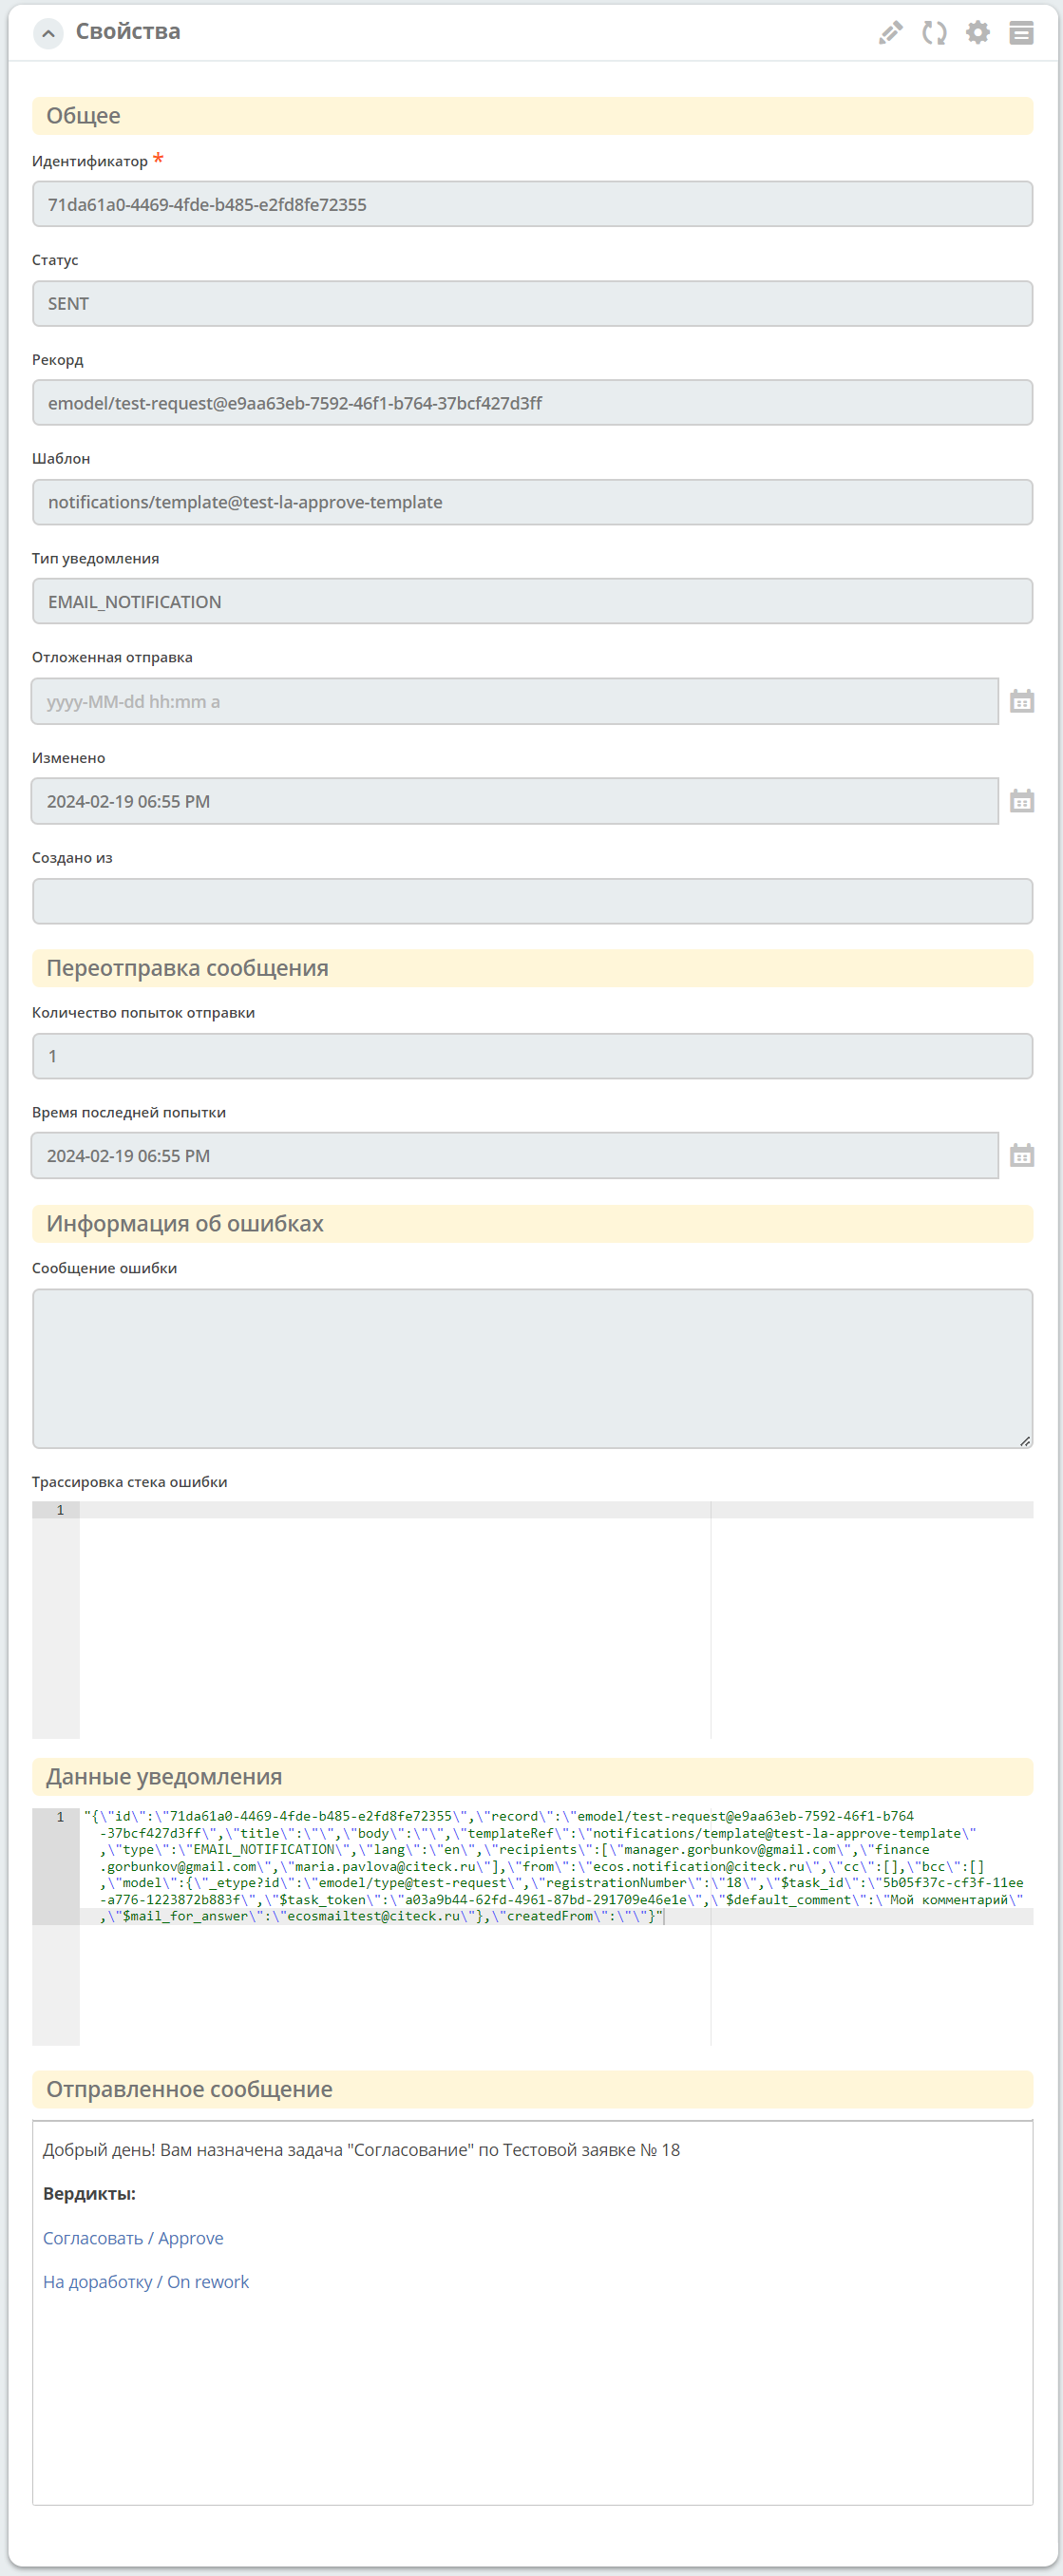 Свойства
Общее
Идентификатор *
71da61a0-4469-4fde-b485-e2fd8fe72355
Статус
SENT
Рекорд
emodel/test-request@e9aa63eb-7592-46f1-b764-37bcf427d3ff
Шаблон
notifications/template@test-la-approve-template
Тип уведомления
EMAIL_NOTIFICATION
Отложенная отправка
yyyy-MM-dd hh:mm a
Изменено
2024-02-19 06:55 PM
Создано из
Переотправка сообщения
Количество попыток отправки
1
Время последней попытки
2024-02-19 06:55 PM
Информация об ошибках
Сообщение ошибки
Трассировка стека ошибки
1
Данные уведомления
1 "{\"id\":\"71da61a0-4469-4fde-b485-e2fd8fe72355\",\"record\":\"emodel/test-request@e9aa63eb-7592-46f1-b764
-37bcf427d3ff\",\"title\":\"\",\"body\":\"\",\"templateRef\":\"notifications/template@test-la-approve-template\"
,\"type\":\"EMAIL_NOTIFICATION\",\"lang\":\"en\",\"recipients\":[\"manager.gorbunkov@gmail.com\",\"finance
.gorbunkov@gmail.com\",\"maria.pavlova@citeck.ru\"],\"from\":\"ecos.notification@citeck.ru\",\"cc\":[],\"bcc\":[]
,\"model\":{\"_etype?id\":\"emodel/type@test-request\",\"registrationNumber\":\"18\",\"$task_id\":\"5b05f37c-cf3f-11ee
-a776-1223872b883f\",\"$task_token\":\"a03a9b44-62fd-4961-87bd-291709e46e1e\",\"$default_comment\":\"Мой комментарий\"
,\"$mail_for_answer\":\"ecosmailtest@citeck.ru\"},\"createdFrom\":\"\"}"
Отправленное сообщение
Добрый день! Вам назначена задача "Согласование" по Тестовой заявке № 18
Вердикты:
Согласовать / Approve
На доработку / On rework